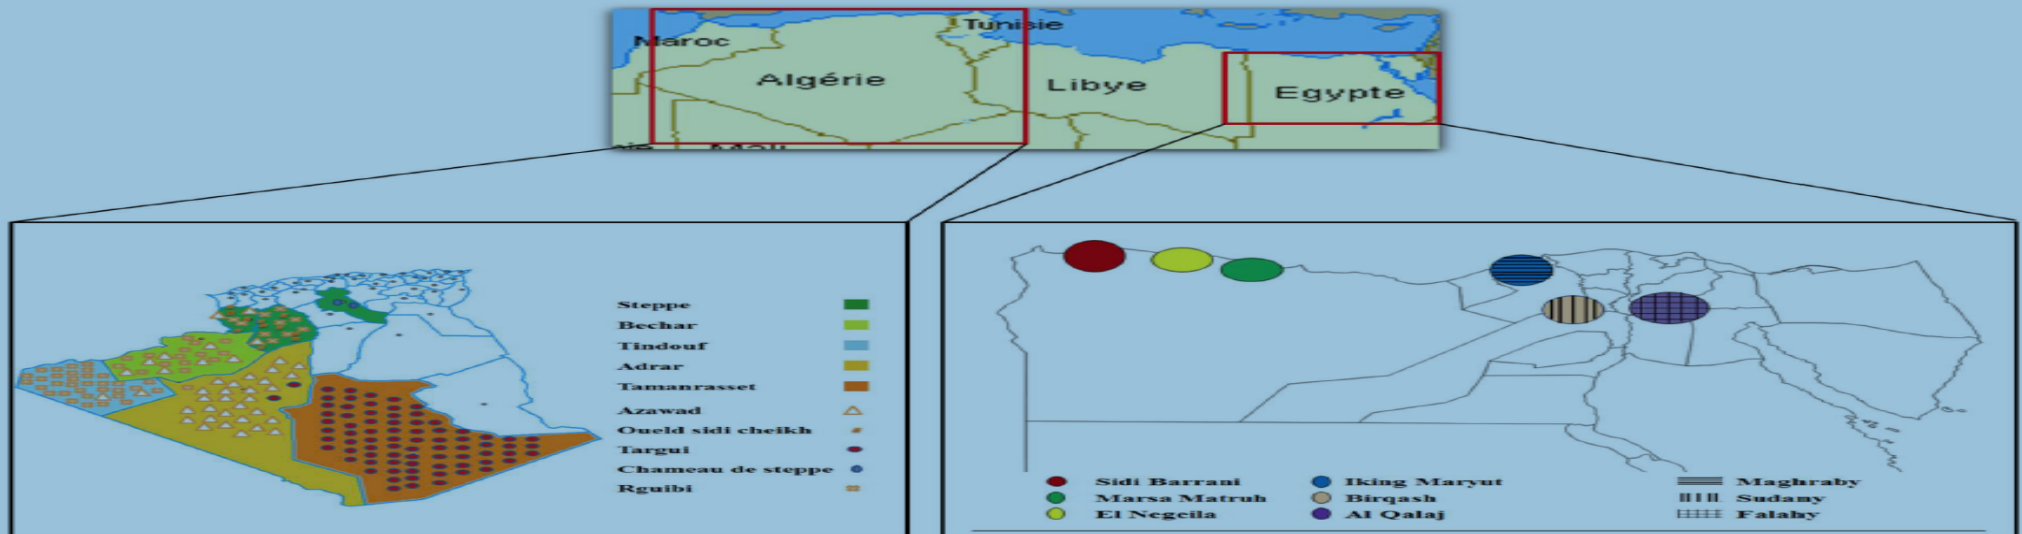 Tunisie
Maroc
Algérie
Libye
Egypte
Mali
Steppe
Bechar
Tindouf
Adrar
Tamanrasset
Azawad
Oueld sidi cheikh
Targui
Chameau de steppe
Rguibi
Sidi Barrani Iking Maryut Maghraby
Marsa Matruh Birqash Sudany
El Negeila Al Qalaj Falahy